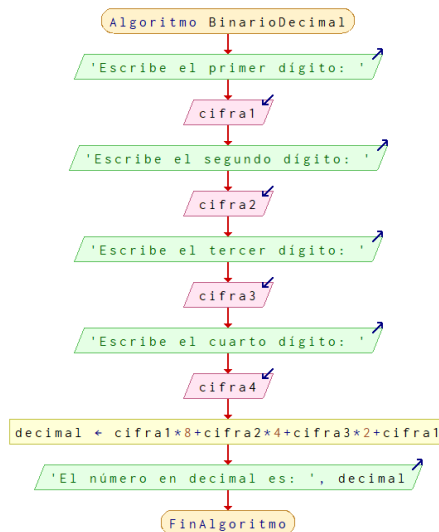 Algoritmo BinarioDecimal
'Escribe el primer dígito: '
cifra1
'Escribe el segundo dígito: '
cifra2
'Escribe el tercer dígito: '
cifra3
'Escribe el cuarto dígito: '
cifra4
decimal ← cifra1*8+cifra2*4+cifra3*2+cifra1
'El número en decimal es: ', decimal
FinAlgoritmo